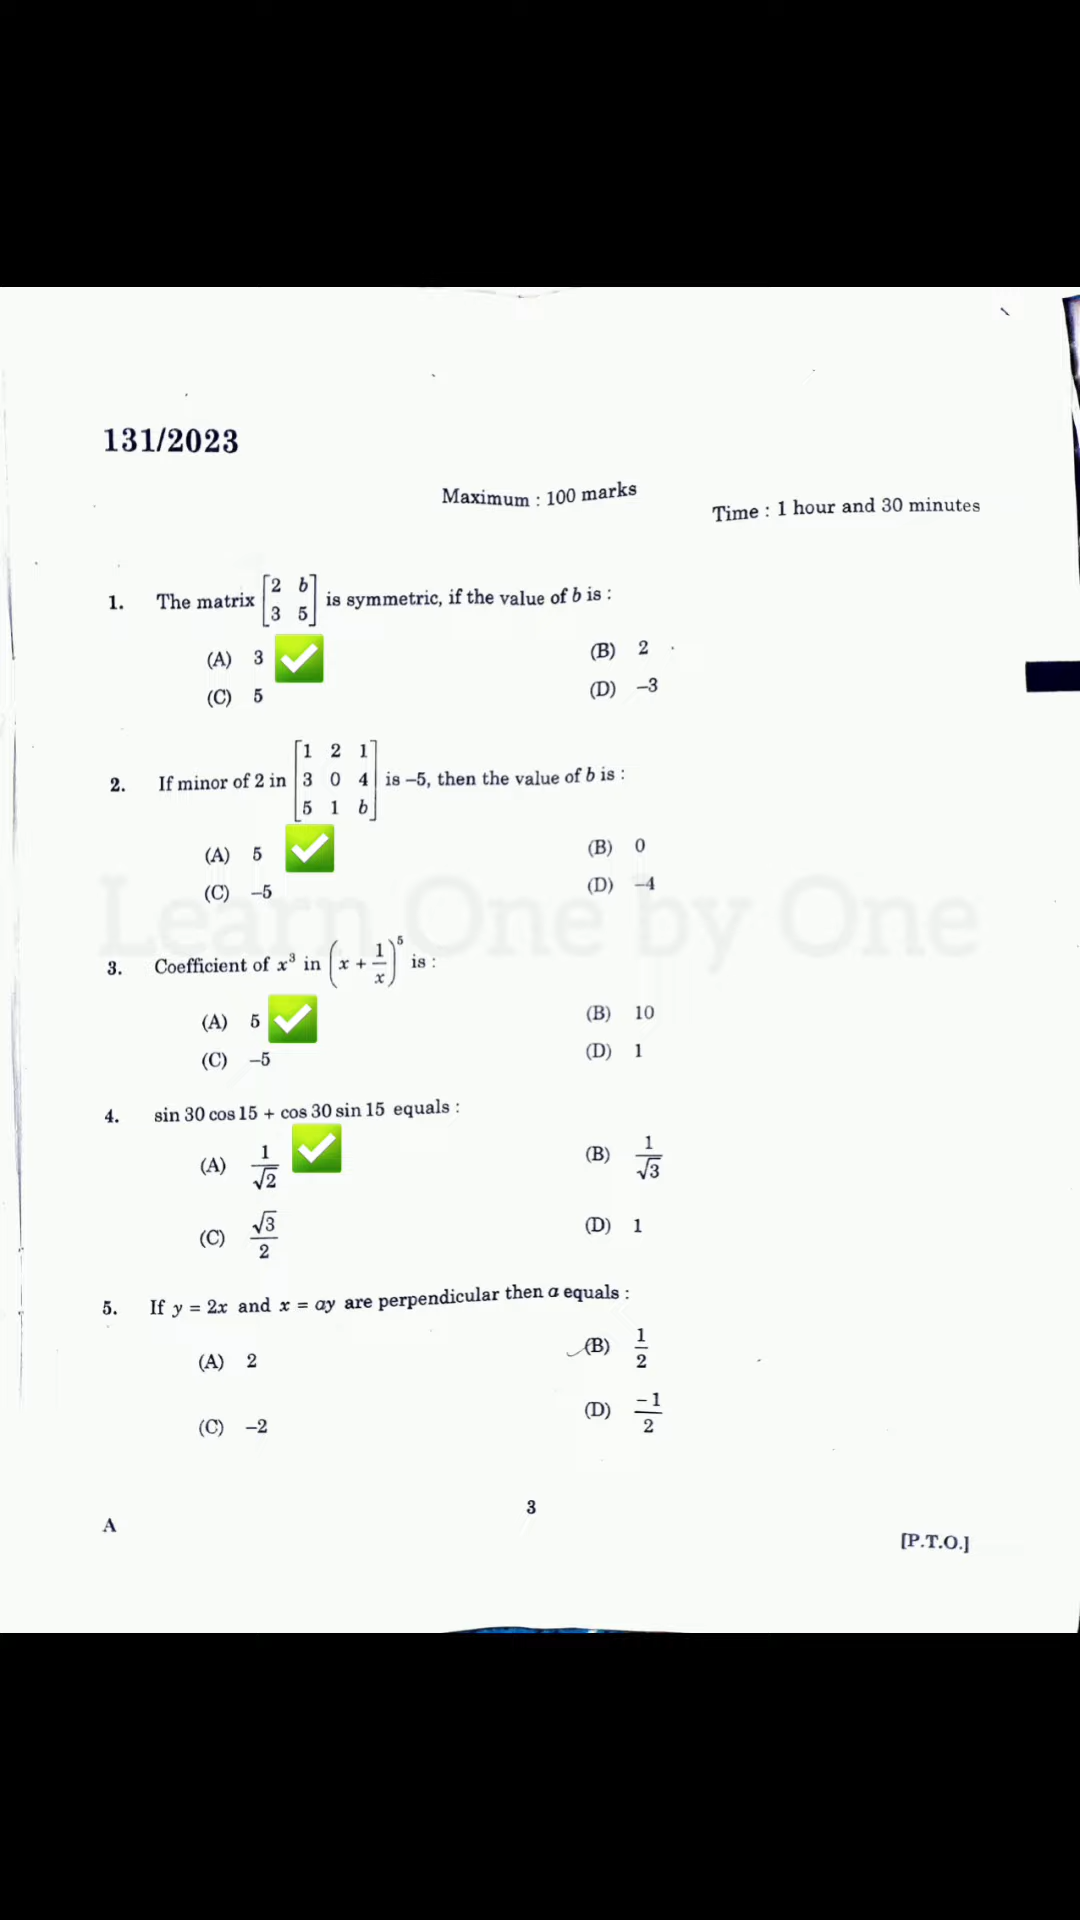 131/2023
Maximum : 100 marks
Time : 1 hour and 30 minutes
1. The matrix [2 b; 3 5] is symmetric, if the value of b is :
(A) 3 ✅ (B) 2
(C) 5 (D) –3
2. If minor of 2 in [1 2 1; 3 0 4; 5 1 b] is –5, then the value of b is :
(A) 5 ✅ (B) 0
(C) –5 (D) –4
Learn One by One
3. Coefficient of x³ in (x + 1/x)⁵ is :
(A) 5 ✅ (B) 10
(C) –5 (D) 1
4. sin 30 cos 15 + cos 30 sin 15 equals :
(A) 1/√2 ✅ (B) 1/√3
(C) √3/2 (D) 1
5. If y = 2x and x = ay are perpendicular then a equals :
(A) 2 (B) 1/2
(C) –2 (D) –1/2
3
A
[P.T.O.]